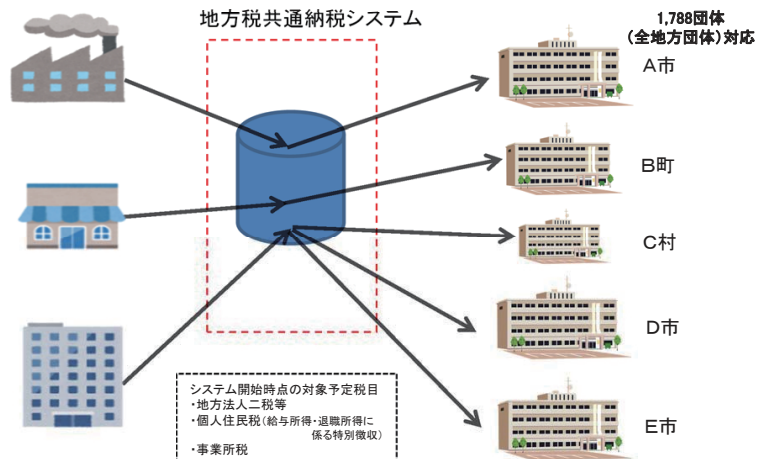 地方税共通納税システム
1,788団体
(全地方団体)対応
A市
B町
C村
D市
E市
システム開始時点の対象予定税目
・地方法人二税等
・個人住民税(給与所得・退職所得に
係る特別徴収)
・事業所税